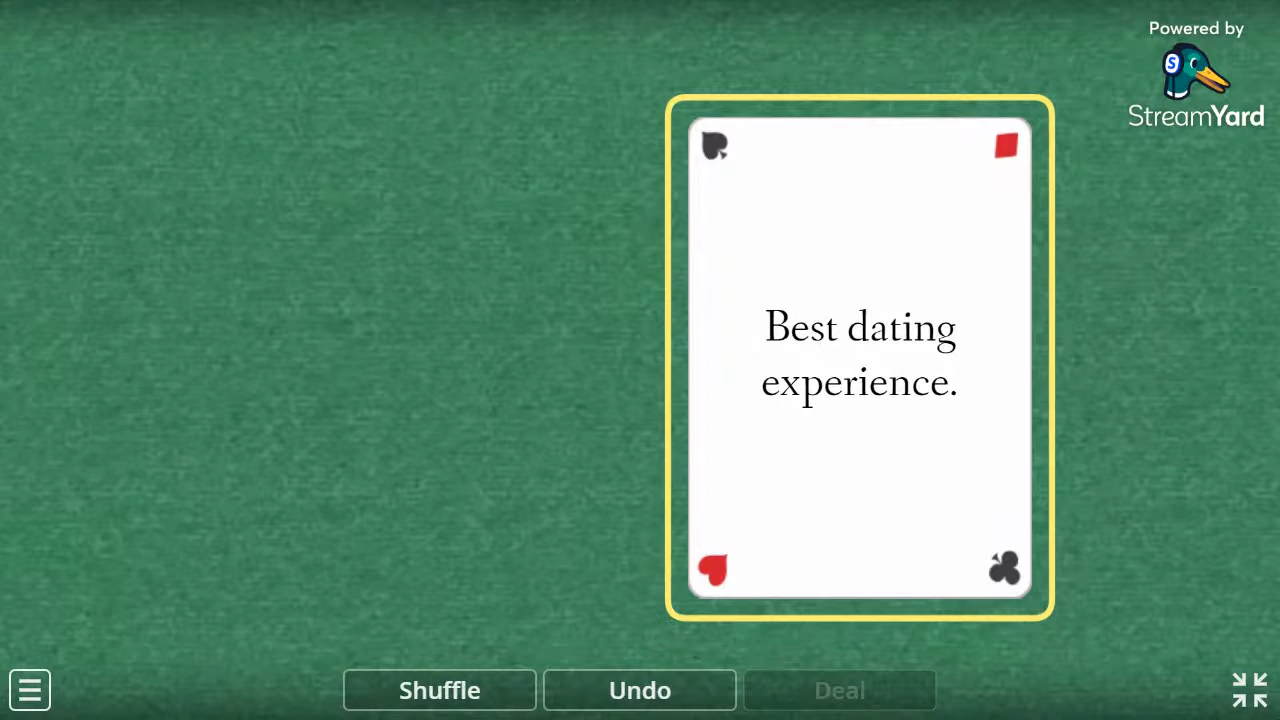 Powered by
StreamYard
Best dating
experience.
Shuffle
Undo
Deal